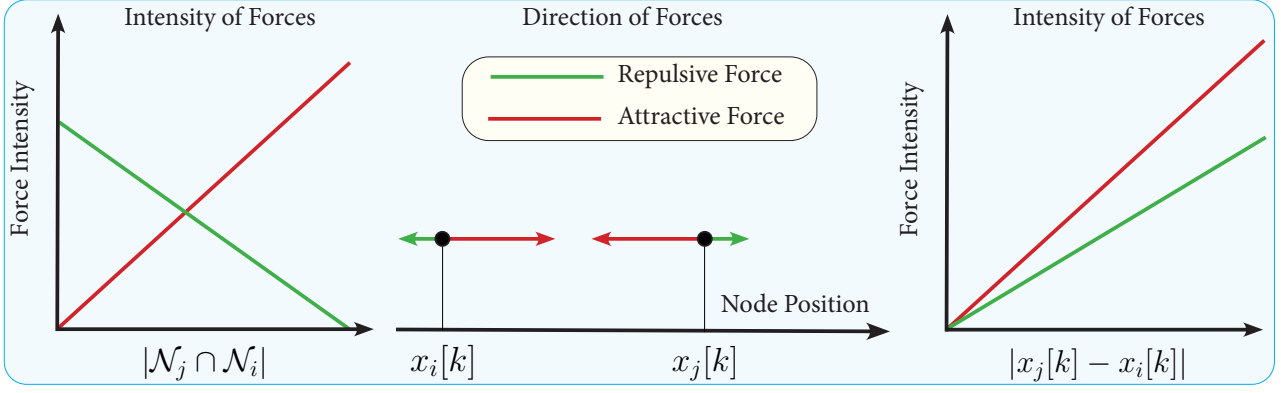 Intensity of Forces
Direction of Forces
Intensity of Forces
Force Intensity
Repulsive Force
Attractive Force
Force Intensity
Node Position
|𝒩_j ∩ 𝒩_i|
x_i[k]
x_j[k]
|x_j[k] − x_i[k]|